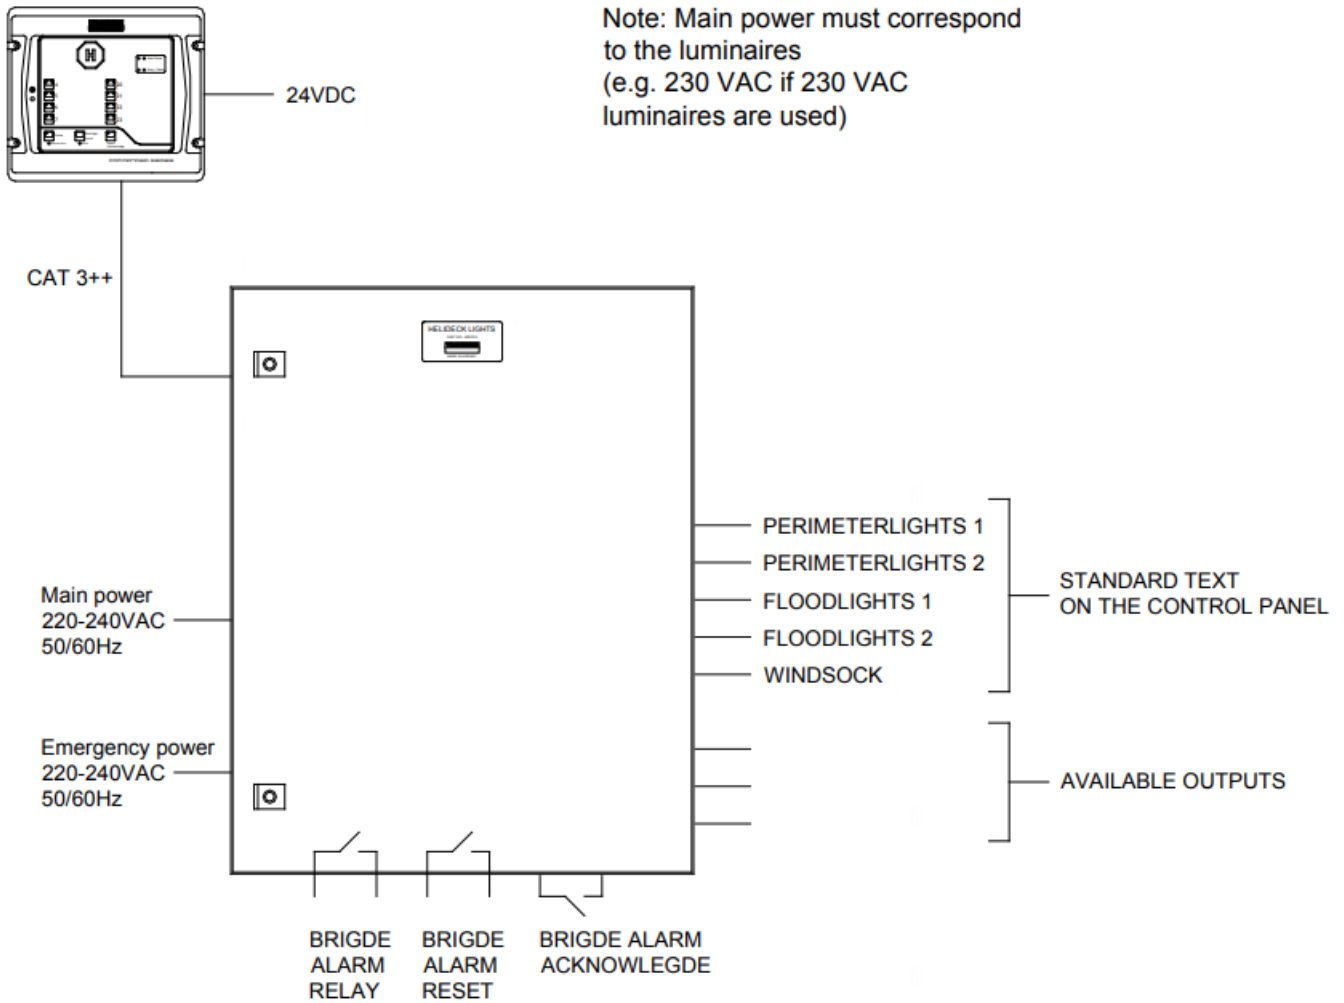 Note: Main power must correspond
to the luminaires
(e.g. 230 VAC if 230 VAC
luminaires are used)
H
24VDC
CAT 3++
HELIDECK LIGHTS
PERIMETERLIGHTS 1
PERIMETERLIGHTS 2
FLOODLIGHTS 1
FLOODLIGHTS 2
WINDSOCK
STANDARD TEXT
ON THE CONTROL PANEL
Main power
220-240VAC
50/60Hz
Emergency power
220-240VAC
50/60Hz
AVAILABLE OUTPUTS
BRIGDE
ALARM
RELAY
BRIGDE
ALARM
RESET
BRIGDE ALARM
ACKNOWLEGDE